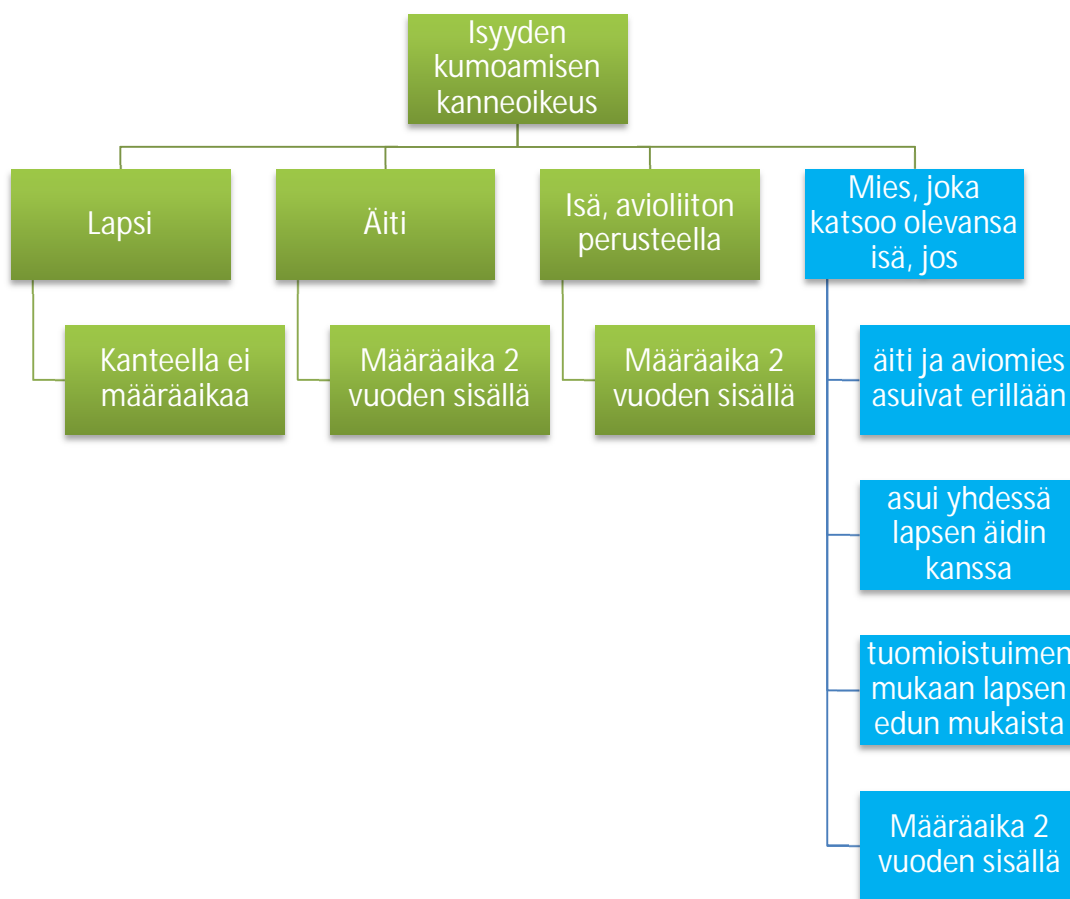 Isyyden
kumoamisen
kanneoikeus
Lapsi
Äiti
Isä, avioliiton
perusteella
Mies, joka
katsoo olevansa
isä, jos
Kanteella ei
määräaikaa
Määräaika 2
vuoden sisällä
Määräaika 2
vuoden sisällä
äiti ja aviomies
asuivat erillään
asui yhdessä
lapsen äidin
kanssa
tuomioistuimen
mukaan lapsen
edun mukaista
Määräaika 2
vuoden sisällä